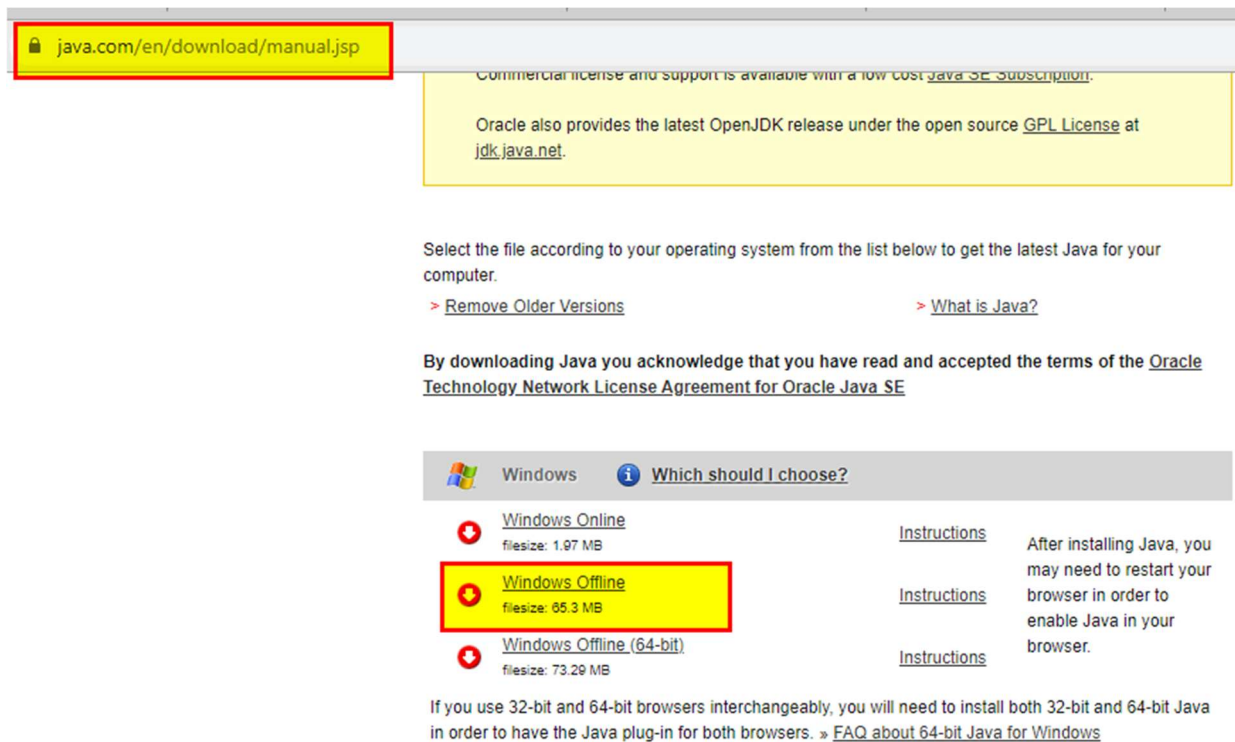 java.com/en/download/manual.jsp
Commercial license and support is available with a low cost Java SE Subscription.
Oracle also provides the latest OpenJDK release under the open source GPL License at
jdk.java.net.
Select the file according to your operating system from the list below to get the latest Java for your
computer.
> Remove Older Versions
> What is Java?
By downloading Java you acknowledge that you have read and accepted the terms of the Oracle
Technology Network License Agreement for Oracle Java SE
Windows
Which should I choose?
Windows Online
filesize: 1.97 MB
Instructions
Windows Offline
filesize: 65.3 MB
Instructions
Windows Offline (64-bit)
filesize: 73.29 MB
Instructions
After installing Java, you
may need to restart your
browser in order to
enable Java in your
browser.
If you use 32-bit and 64-bit browsers interchangeably, you will need to install both 32-bit and 64-bit Java
in order to have the Java plug-in for both browsers. » FAQ about 64-bit Java for Windows